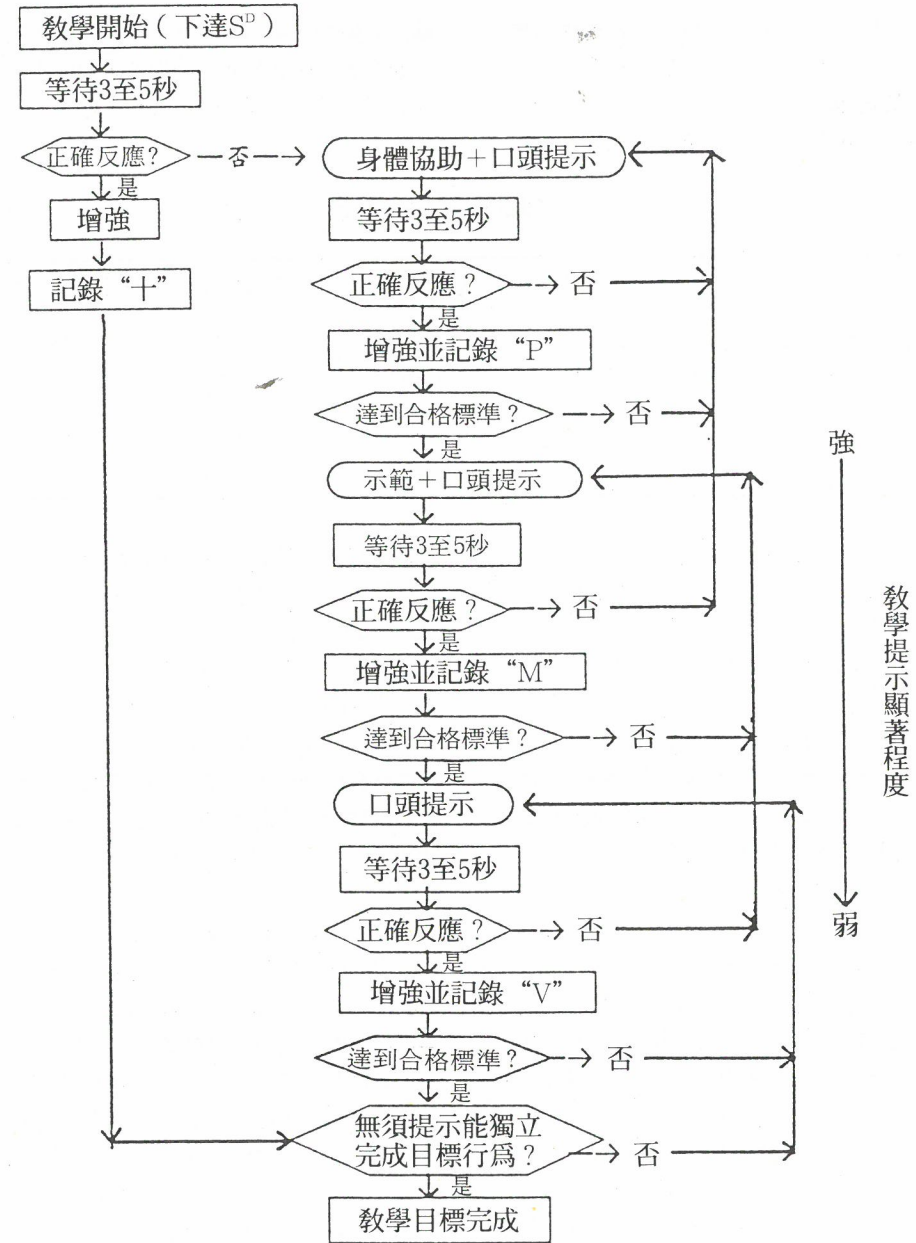 教學開始（下達Sᴰ）
等待3至5秒
正確反應？
否
是
增強
記錄“十”
身體協助＋口頭提示
等待3至5秒
正確反應？
否
是
增強並記錄“P”
達到合格標準？
否
是
示範＋口頭提示
等待3至5秒
正確反應？
否
是
增強並記錄“M”
達到合格標準？
否
是
口頭提示
等待3至5秒
正確反應？
否
是
增強並記錄“V”
達到合格標準？
否
是
無須提示能獨立
完成目標行爲？
否
是
教學目標完成
強
教學提示顯著程度
弱